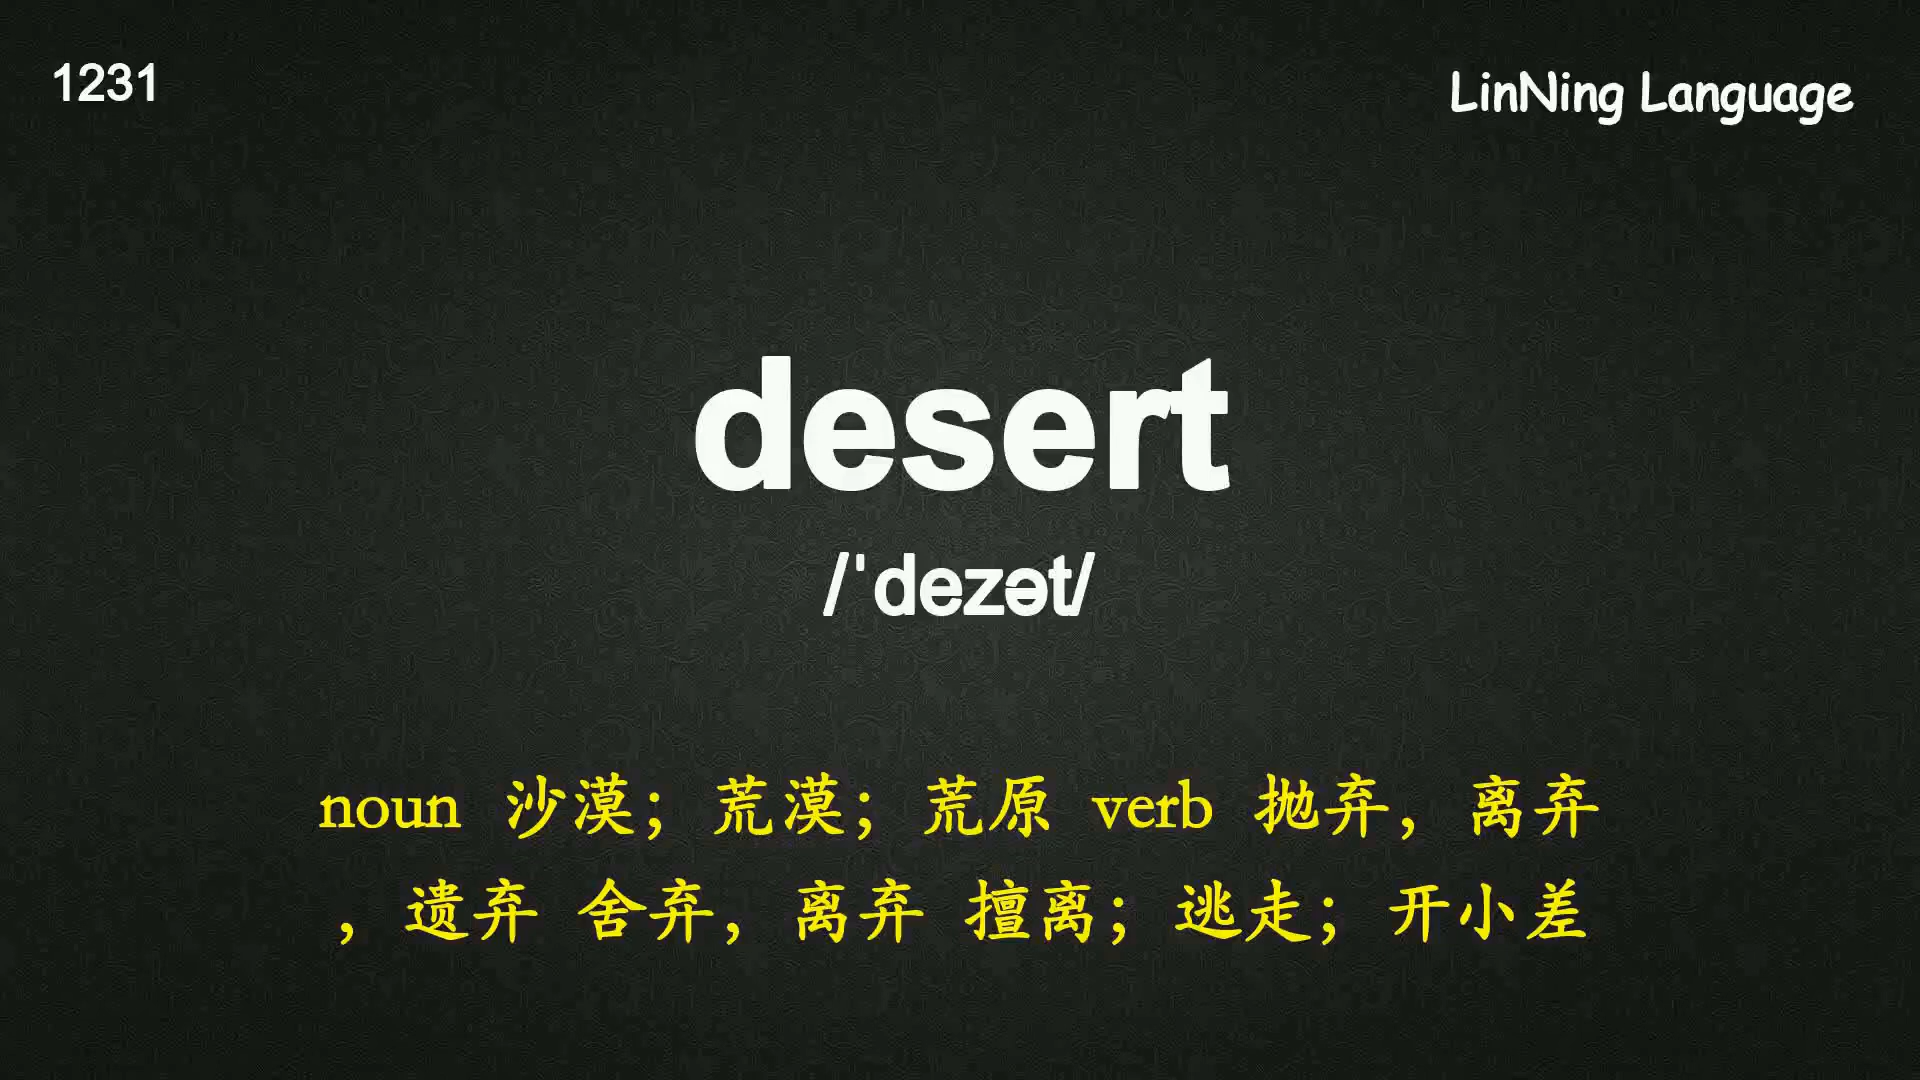 1231
LinNing Language
desert
/ˈdezət/
noun 沙漠；荒漠；荒原 verb 抛弃，离弃
，遗弃 舍弃，离弃 擅离；逃走；开小差